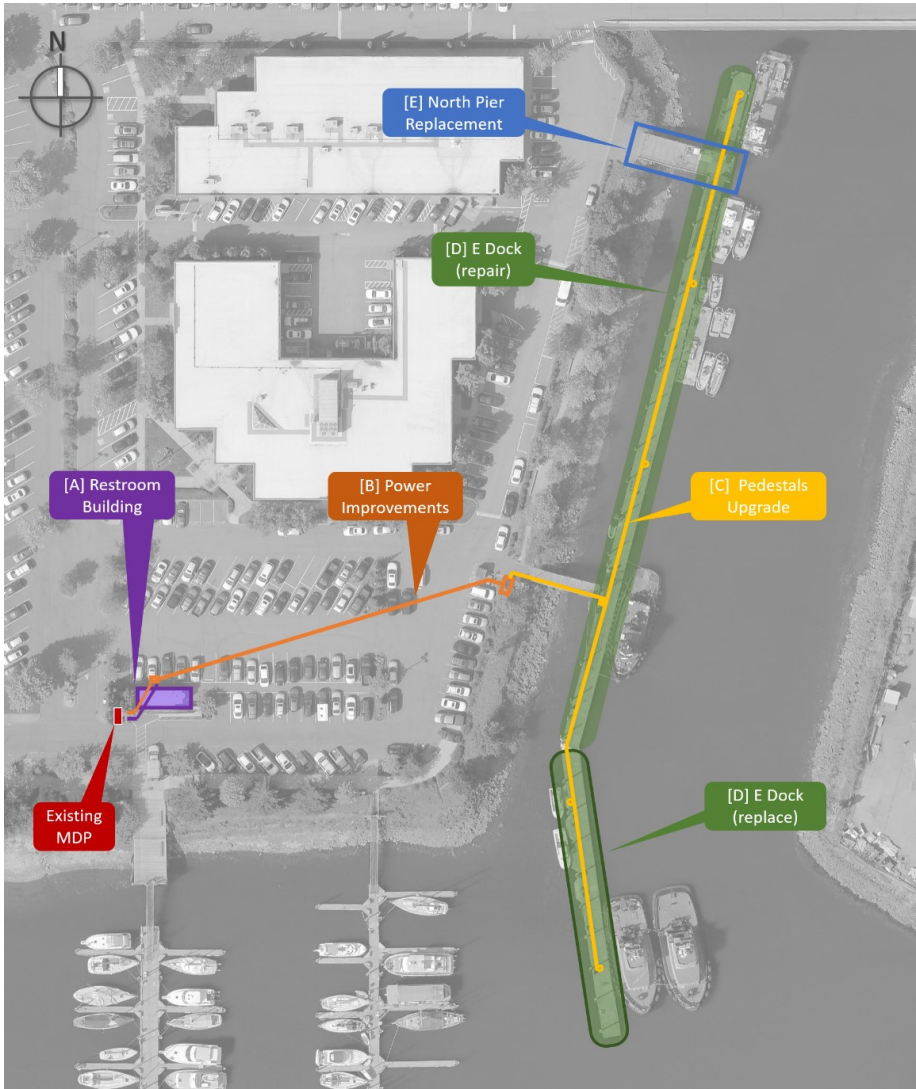 N
[E] North Pier
Replacement
[D] E Dock
(repair)
[A] Restroom
Building
[B] Power
Improvements
[C]  Pedestals
Upgrade
Existing
MDP
[D] E Dock
(replace)